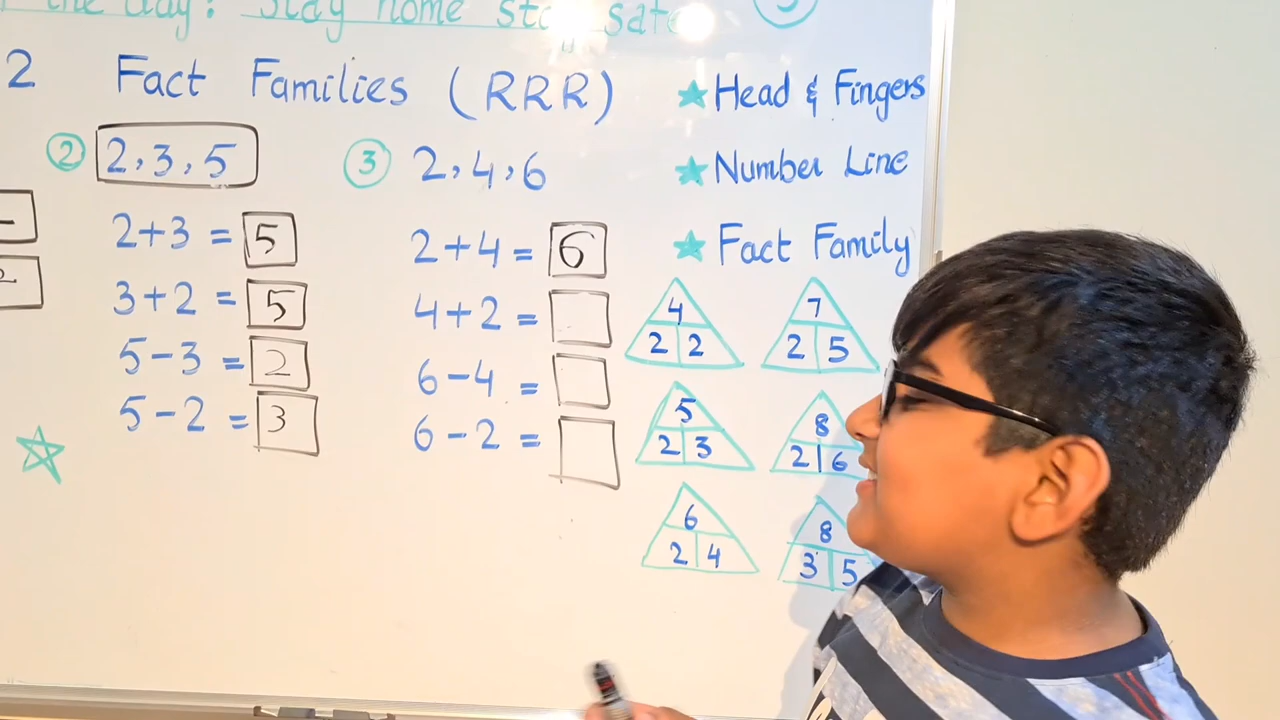 the day: Stay home stay safe
2 Fact Families (RRR)
② 2,3,5
2+3 = 5
3+2 = 5
5-3 = 2
5-2 = 3
③ 2,4,6
2+4 = 6
4+2 =
6-4 =
6-2 =
★ Head & Fingers
★ Number Line
★ Fact Family
4
2 2
7
2 5
5
2 3
8
2 6
6
2 4
8
3 5